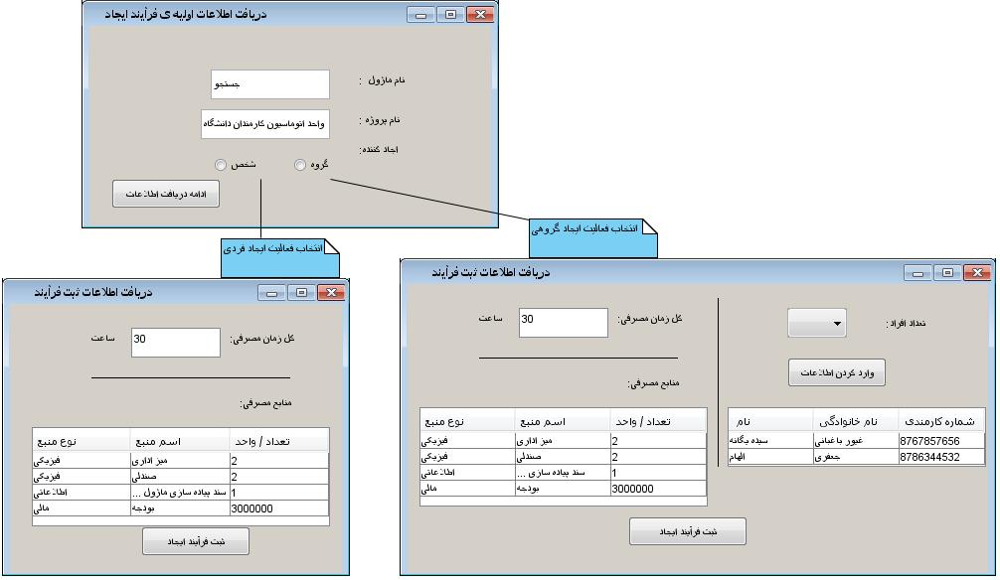 دریافت اطلاعات اولیه ی فرآیند ایجاد
نام ماژول :
جستجو
نام پروژه :
واحد اتوماسیون کارمندان دانشگاه
ایجاد کننده:
گروه
شخص
ادامه دریافت اطلاعات
انتخاب فعالیت ایجاد گروهی
انتخاب فعالیت ایجاد فردی
دریافت اطلاعات ثبت فرآیند
کل زمان مصرفی: 30 ساعت
منابع مصرفی:
نوع منبع اسم منبع تعداد / واحد
فیزیکی میز اداری 2
فیزیکی صندلی 2
اطلاعاتی سند پیاده سازی ماژول ... 1
مالی بودجه 3000000
ثبت فرآیند ایجاد
دریافت اطلاعات ثبت فرآیند
تعداد افراد :
وارد کردن اطلاعات
نام نام خانوادگی شماره کارمندی
سیده یگانه غیور باغبانی 8767857656
الهام جعفری 8786344532
کل زمان مصرفی: 30 ساعت
منابع مصرفی:
نوع منبع اسم منبع تعداد / واحد
فیزیکی میز اداری 2
فیزیکی صندلی 2
اطلاعاتی سند پیاده سازی ... 1
مالی بودجه 3000000
ثبت فرآیند ایجاد